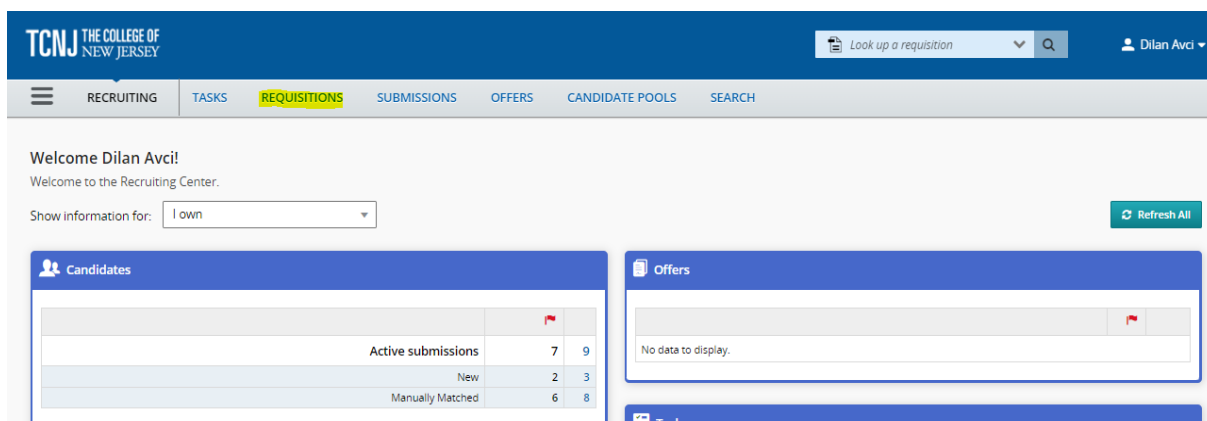 TCNJ THE COLLEGE OF
NEW JERSEY
Look up a requisition
Dilan Avci
RECRUITING TASKS REQUISITIONS SUBMISSIONS OFFERS CANDIDATE POOLS SEARCH
Welcome Dilan Avci!
Welcome to the Recruiting Center.
Show information for: I own
Refresh All
Candidates
Active submissions 7 9
New 2 3
Manually Matched 6 8
Offers
No data to display.